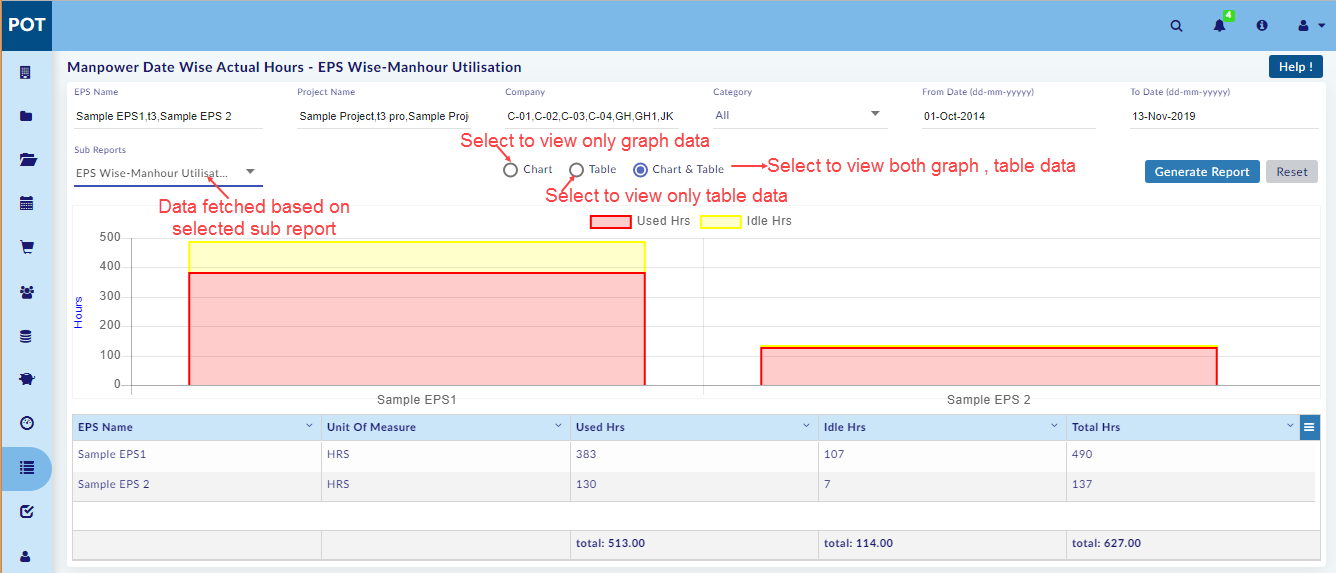 POT
4
Manpower Date Wise Actual Hours - EPS Wise-Manhour Utilisation
Help !
EPS Name
Project Name
Company
Category
From Date (dd-mm-yyyyy)
To Date (dd-mm-yyyyy)
Sample EPS1,t3,Sample EPS 2
Sample Project,t3 pro,Sample Proj
C-01,C-02,C-03,C-04,GH,GH1,JK
All
01-Oct-2014
13-Nov-2019
Select to view only graph data
Sub Reports
EPS Wise-Manhour Utilisat...
Chart
Table
Chart & Table
Select to view both graph , table data
Generate Report
Reset
Select to view only table data
Data fetched based on
selected sub report
Used Hrs
Idle Hrs
500
400
300
200
100
0
Hours
Sample EPS1
Sample EPS 2
EPS Name
Unit Of Measure
Used Hrs
Idle Hrs
Total Hrs
Sample EPS1
HRS
383
107
490
Sample EPS 2
HRS
130
7
137
total: 513.00
total: 114.00
total: 627.00